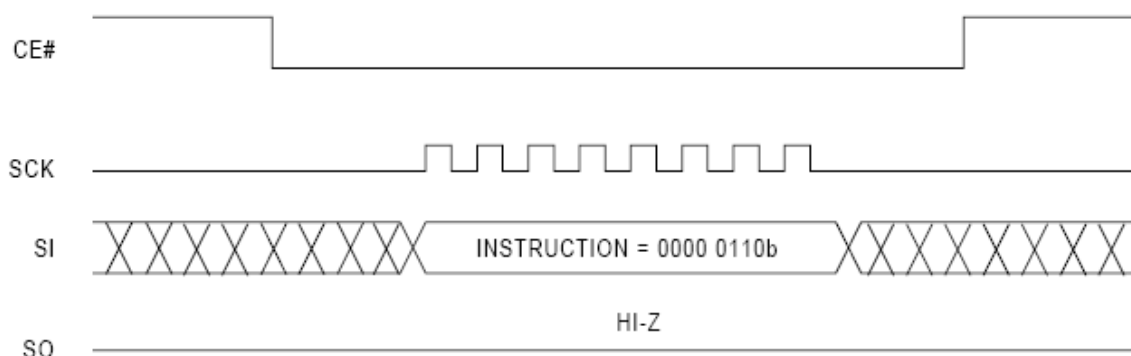 CE#
SCK
SI
INSTRUCTION = 0000 0110b
HI-Z
SO